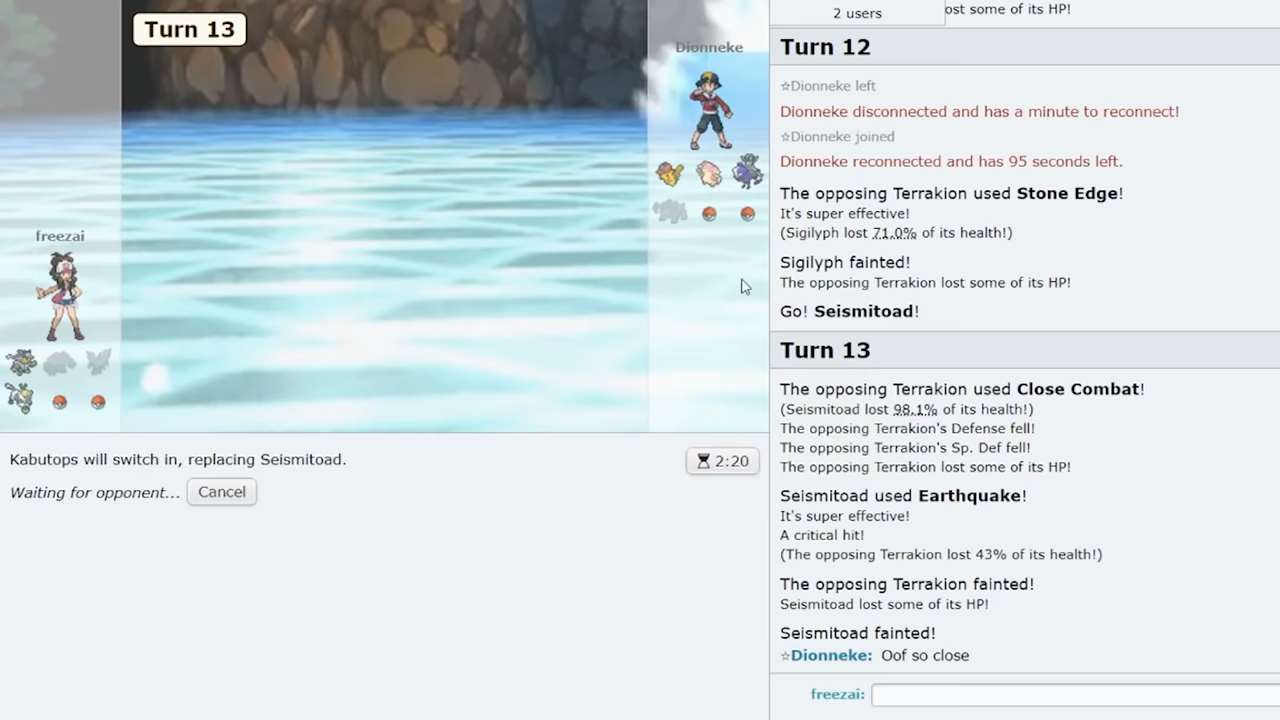 Turn 13
Dionneke
freezai
Kabutops will switch in, replacing Seismitoad.
2:20
Waiting for opponent... Cancel
2 users
ost some of its HP!
Turn 12
☆Dionneke left
Dionneke disconnected and has a minute to reconnect!
☆Dionneke joined
Dionneke reconnected and has 95 seconds left.
The opposing Terrakion used Stone Edge!
It's super effective!
(Sigilyph lost 71.0% of its health!)
Sigilyph fainted!
The opposing Terrakion lost some of its HP!
Go! Seismitoad!
Turn 13
The opposing Terrakion used Close Combat!
(Seismitoad lost 98.1% of its health!)
The opposing Terrakion's Defense fell!
The opposing Terrakion's Sp. Def fell!
The opposing Terrakion lost some of its HP!
Seismitoad used Earthquake!
It's super effective!
A critical hit!
(The opposing Terrakion lost 43% of its health!)
The opposing Terrakion fainted!
Seismitoad lost some of its HP!
Seismitoad fainted!
☆Dionneke: Oof so close
freezai: